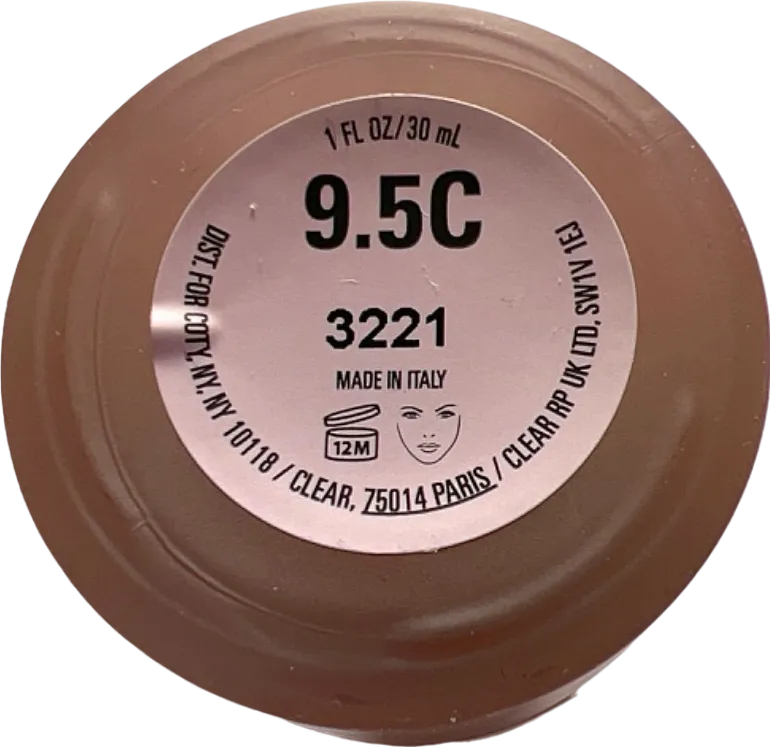 1 FL OZ/30 mL
9.5C
3221
MADE IN ITALY
12M
DIST. FOR COTY, NY, NY 10118 / CLEAR, 75014 PARIS / CLEAR RP UK LTD, SW1V 1EJ